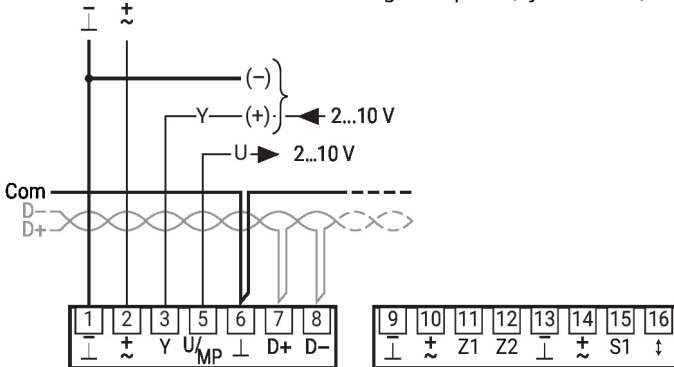 − +
⊥ ~
(−)
Y (+) 2...10 V
U 2...10 V
Com
D−
D+
1 2 3 5 6 7 8 9 10 11 12 13 14 15 16
− ⊥ + ~ Y U/MP ⊥ D+ D− − ⊥ + ~ Z1 Z2 − ⊥ + ~ S1 ↕